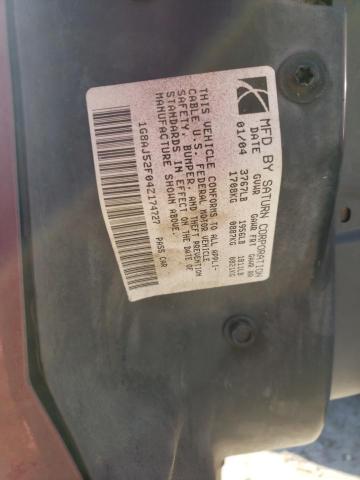 MFD BY SATURN CORPORATION
DATE GVWR GAWR FRT GAWR RR
01/04 3767LB 1956LB 1811LB
1708KG 0887KG 0821KG
THIS VEHICLE CONFORMS TO ALL APPLI-
CABLE U.S. FEDERAL MOTOR VEHICLE
SAFETY, BUMPER, AND THEFT PREVENTION
STANDARDS IN EFFECT ON THE DATE OF
MANUFACTURE SHOWN ABOVE.
1G8AJ52F04Z174727 PASS CAR